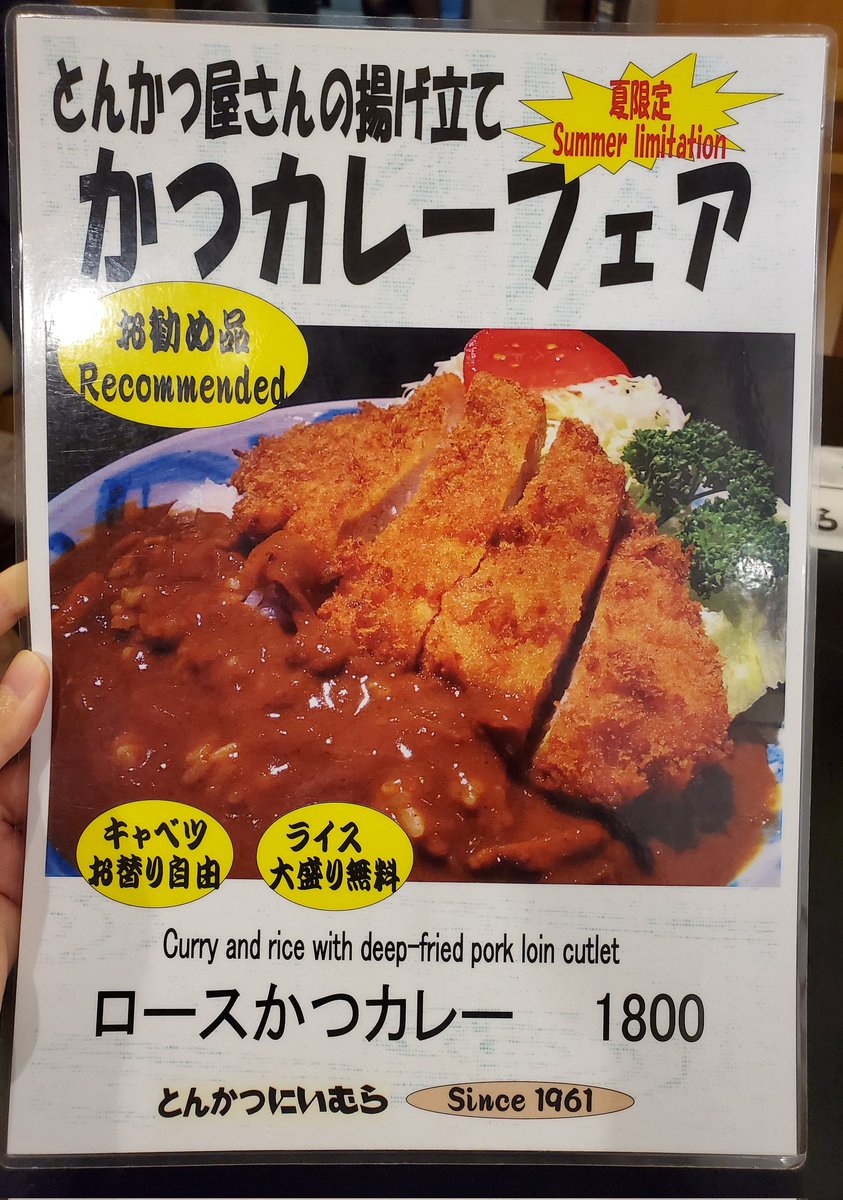 とんかつ屋さんの揚げ立て
夏限定
Summer limitation
かつカレーフェア
お勧め品
Recommended
キャベツ
お替り自由
ライス
大盛り無料
Curry and rice with deep-fried pork loin cutlet
ロースかつカレー 1800
とんかつにいむら Since 1961